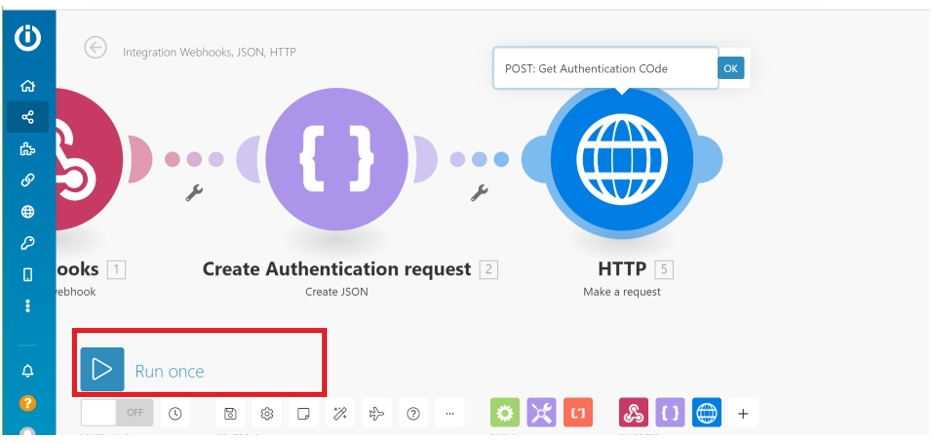 Integration Webhooks, JSON, HTTP
POST: Get Authentication COde
OK
ooks 1
ebhook
Create Authentication request 2
Create JSON
HTTP 5
Make a request
Run once
OFF